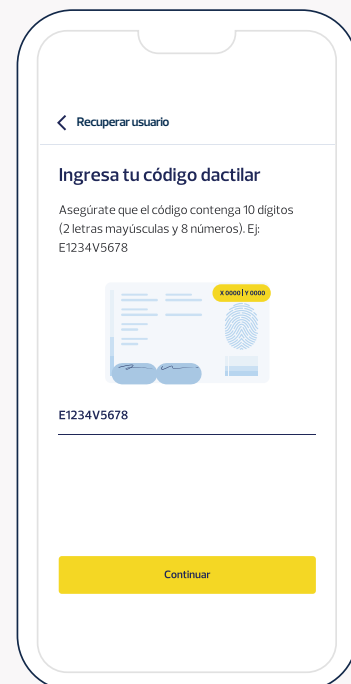 Recuperar usuario
Ingresa tu código dactilar
Asegúrate que el código contenga 10 dígitos
(2 letras mayúsculas y 8 números). Ej:
E1234V5678
X 0000 | Y 0000
E1234V5678
Continuar